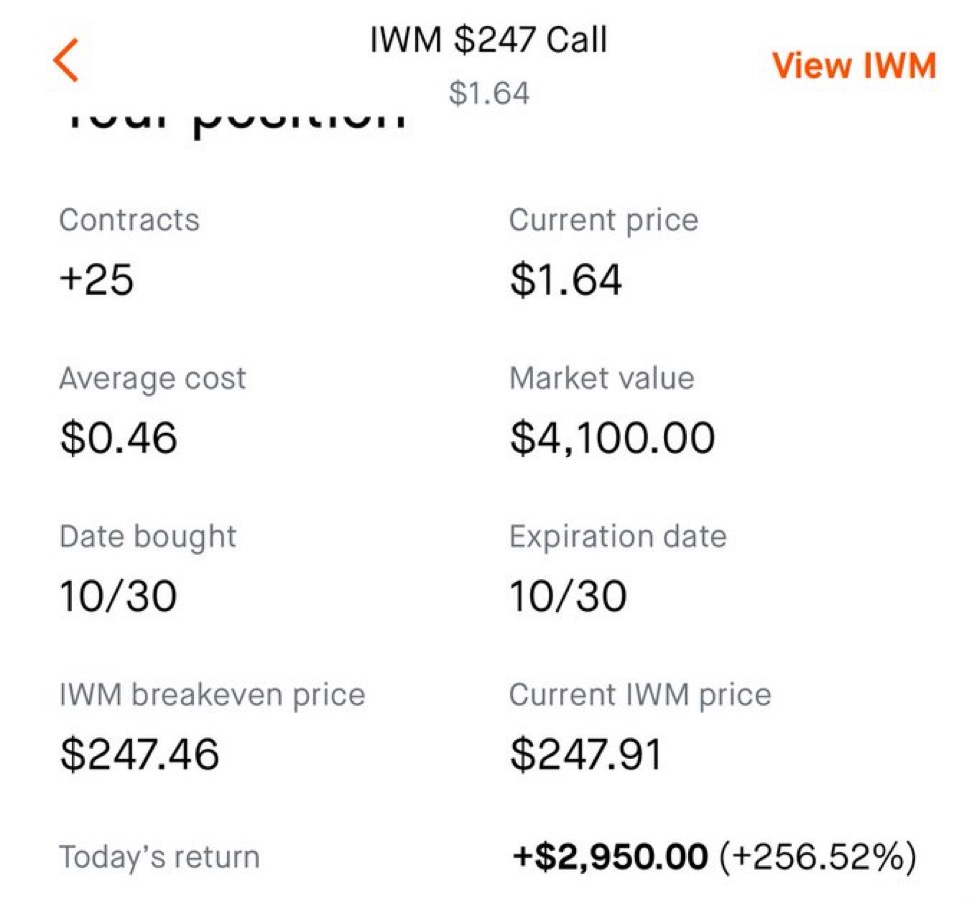 IWM $247 Call
View IWM
$1.64
Your position
Contracts
Current price
+25
$1.64
Average cost
Market value
$0.46
$4,100.00
Date bought
Expiration date
10/30
10/30
IWM breakeven price
Current IWM price
$247.46
$247.91
Today's return
+$2,950.00 (+256.52%)